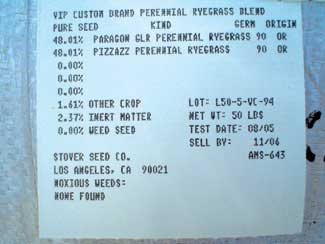 VIP CUSTOM BRAND PERENNIAL RYEGRASS BLEND
PURE SEED KIND GERM ORIGIN
48.01% PARAGON GLR PERENNIAL RYEGRASS 90 OR
48.01% PIZZAZZ PERENNIAL RYEGRASS 90 OR
0.00%
0.00%
0.00%
1.61% OTHER CROP LOT: L50-5-VC-94
2.37% INERT MATTER NET WT: 50 LBS
0.00% WEED SEED TEST DATE: 08/05
SELL BY: 11/06
STOVER SEED CO. AMS-643
LOS ANGELES, CA 90021
NOXIOUS WEEDS:
NONE FOUND